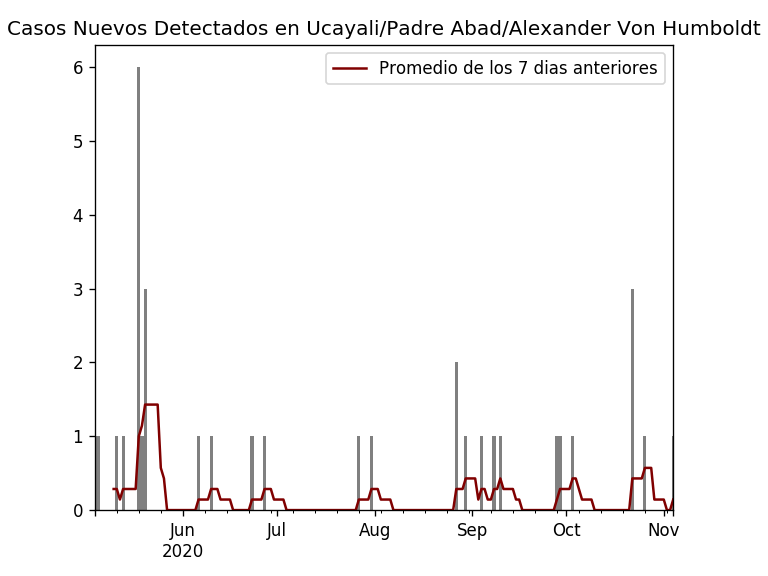 Casos Nuevos Detectados en Ucayali/Padre Abad/Alexander Von Humboldt
Promedio de los 7 dias anteriores
6
5
4
3
2
1
0
Jun
2020
Jul
Aug
Sep
Oct
Nov